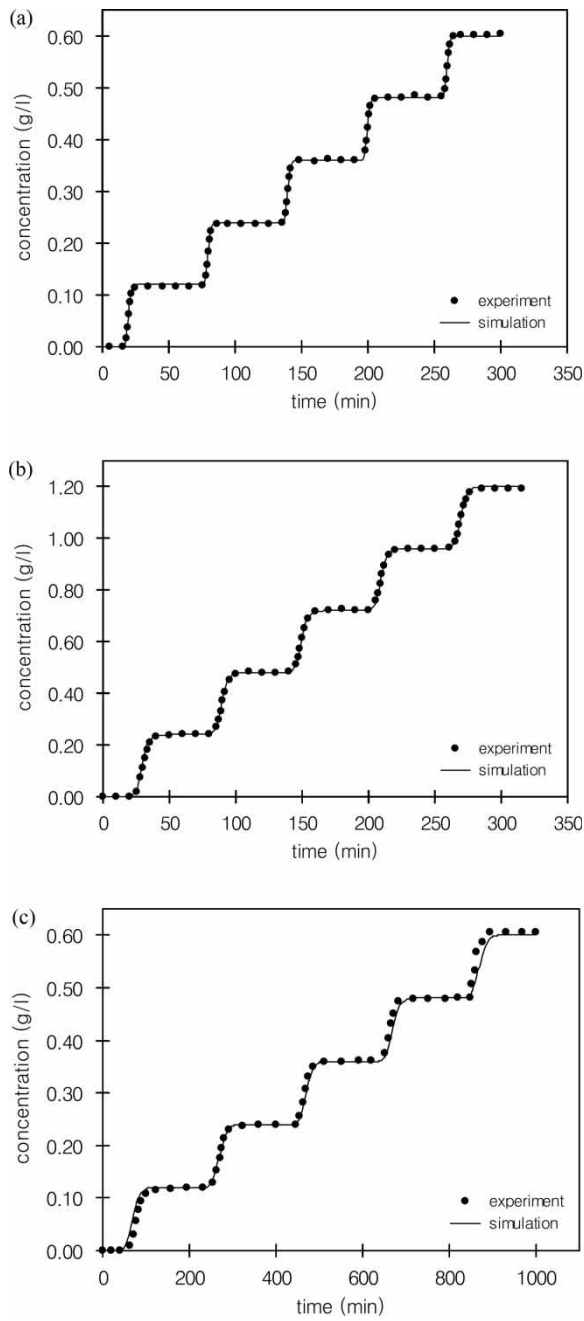 (a)
0.60
0.50
0.40
0.30
0.20
0.10
0.00
concentration (g/l)
experiment
simulation
0 50 100 150 200 250 300 350
time (min)
(b)
1.20
1.00
0.80
0.60
0.40
0.20
0.00
concentration (g/l)
experiment
simulation
0 50 100 150 200 250 300 350
time (min)
(c)
0.60
0.50
0.40
0.30
0.20
0.10
0.00
concentration (g/l)
experiment
simulation
0 200 400 600 800 1000
time (min)